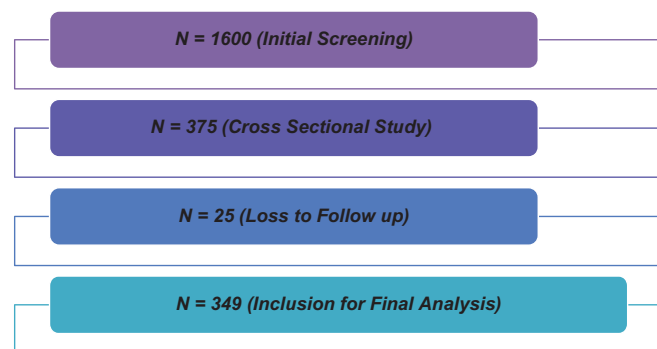 N = 1600 (Initial Screening)
N = 375 (Cross Sectional Study)
N = 25 (Loss to Follow up)
N = 349 (Inclusion for Final Analysis)